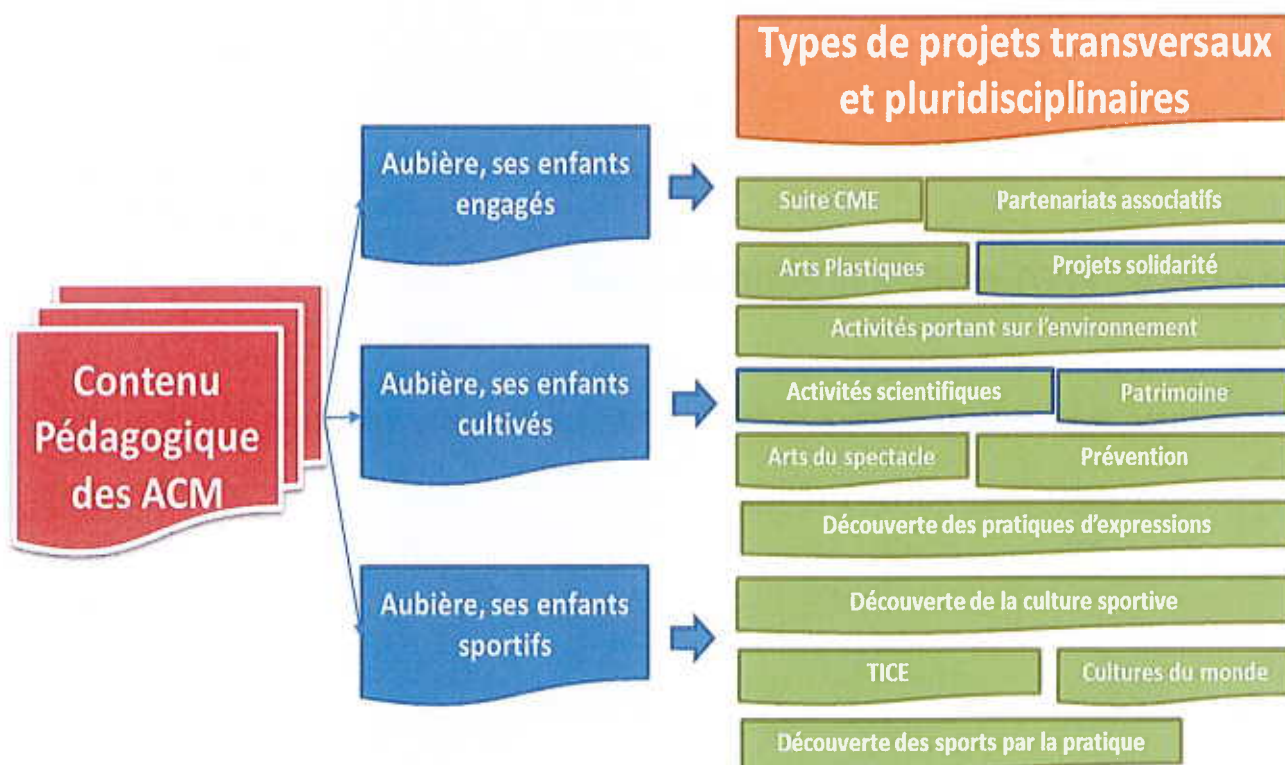 Types de projets transversaux
et pluridisciplinaires
Contenu
Pédagogique
des ACM
Aubière, ses enfants
engagés
Aubière, ses enfants
cultivés
Aubière, ses enfants
sportifs
Suite CME
Partenariats associatifs
Arts Plastiques
Projets solidarité
Activités portant sur l'environnement
Activités scientifiques
Patrimoine
Arts du spectacle
Prévention
Découverte des pratiques d'expressions
Découverte de la culture sportive
TICE
Cultures du monde
Découverte des sports par la pratique